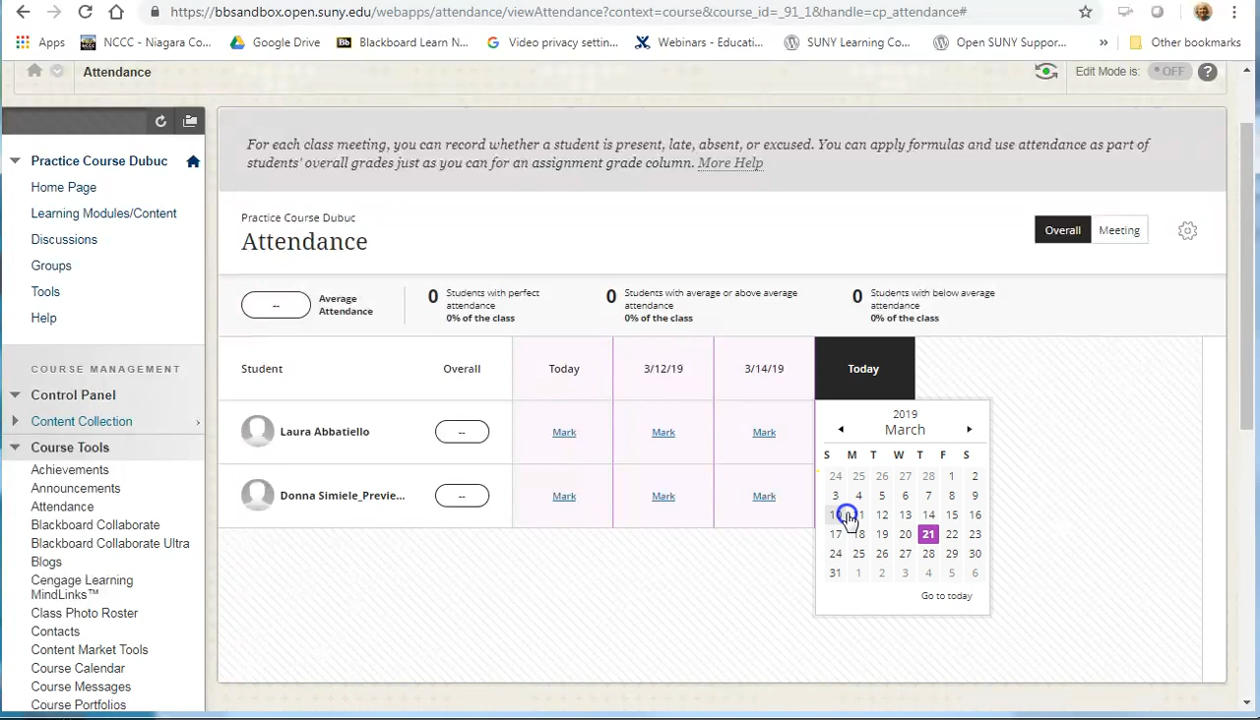 https://bbsandbox.open.suny.edu/webapps/attendance/viewAttendance?context=course&course_id=_91_1&handle=cp_attendance#
Apps NCCC - Niagara Co... Google Drive Blackboard Learn N... Video privacy settin... Webinars - Educati... SUNY Learning Co... Open SUNY Suppor... » Other bookmarks
Attendance
Edit Mode is: OFF ?
Practice Course Dubuc
Home Page
Learning Modules/Content
Discussions
Groups
Tools
Help
COURSE MANAGEMENT
Control Panel
Content Collection
Course Tools
Achievements
Announcements
Attendance
Blackboard Collaborate
Blackboard Collaborate Ultra
Blogs
Cengage Learning
MindLinks™
Class Photo Roster
Contacts
Content Market Tools
Course Calendar
Course Messages
Course Portfolios
For each class meeting, you can record whether a student is present, late, absent, or excused. You can apply formulas and use attendance as part of
students' overall grades just as you can for an assignment grade column. More Help
Practice Course Dubuc
Attendance
Overall Meeting
-- Average
Attendance
0 Students with perfect
attendance
0% of the class
0 Students with average or above average
attendance
0% of the class
0 Students with below average
attendance
0% of the class
Student Overall Today 3/12/19 3/14/19 Today
Laura Abbatiello -- Mark Mark Mark
Donna Simiele_Previe... -- Mark Mark Mark
2019
March
S M T W T F S
24 25 26 27 28 1 2
3 4 5 6 7 8 9
10 11 12 13 14 15 16
17 18 19 20 21 22 23
24 25 26 27 28 29 30
31 1 2 3 4 5 6
Go to today